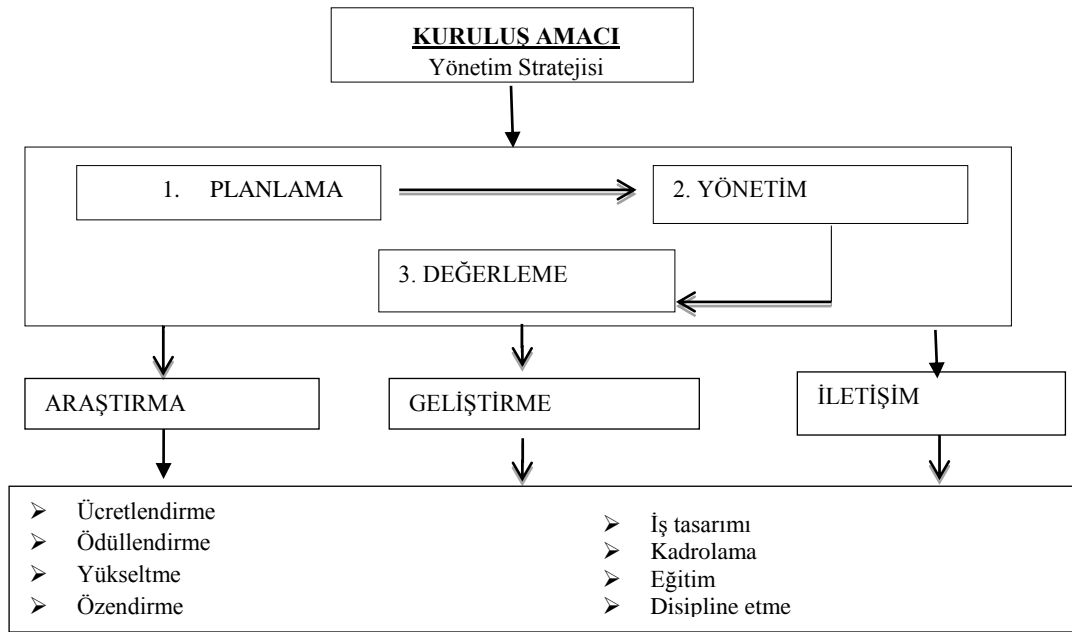 KURULUŞ AMACI
Yönetim Stratejisi
1. PLANLAMA
2. YÖNETİM
3. DEĞERLEME
ARAŞTIRMA
GELİŞTİRME
İLETİŞİM
➢ Ücretlendirme
➢ Ödüllendirme
➢ Yükseltme
➢ Özendirme
➢ İş tasarımı
➢ Kadrolama
➢ Eğitim
➢ Disipline etme